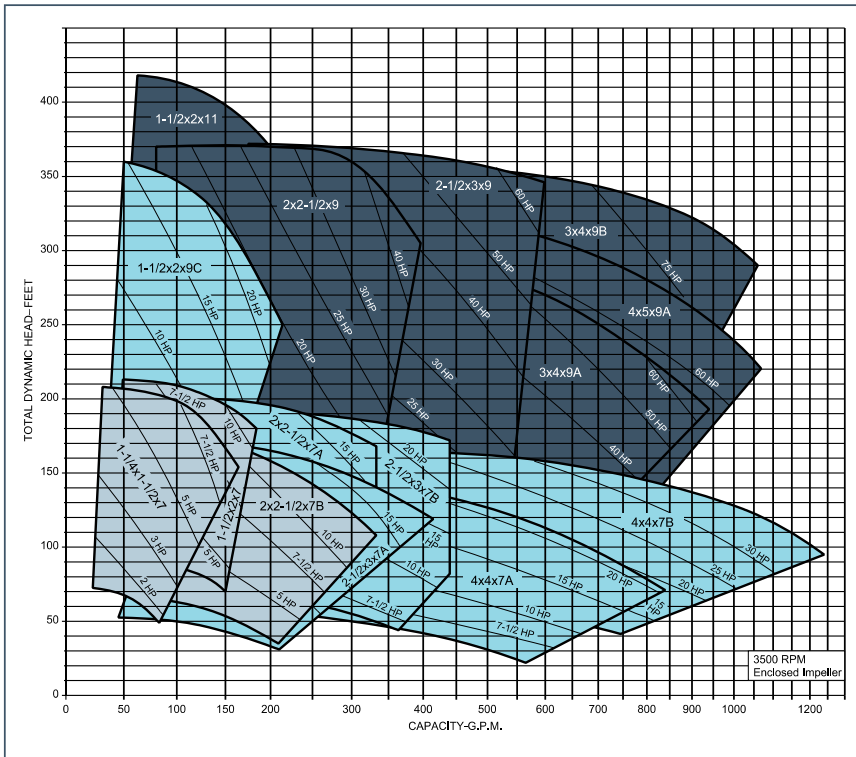 TOTAL DYNAMIC HEAD–FEET
400
350
300
250
200
150
100
50
0
1-1/2x2x11
2x2-1/2x9
2-1/2x3x9
60 HP
3x4x9B
75 HP
1-1/2x2x9C
50 HP
40 HP
20 HP
15 HP
30 HP
40 HP
4x5x9A
25 HP
10 HP
20 HP
30 HP
3x4x9A
60 HP
60 HP
50 HP
25 HP
40 HP
7-1/2 HP
10 HP
2x2-1/2x7A
15 HP
20 HP
7-1/2 HP
2-1/2x3x7B
1-1/4x1-1/2x7
5 HP
1-1/2x2x7
2x2-1/2x7B
10 HP
15 HP
15 HP
4x4x7B
3 HP
5 HP
7-1/2 HP
2-1/2x3x7A
10 HP
4x4x7A
15 HP
20 HP
30 HP
25 HP
20 HP
2 HP
5 HP
7-1/2 HP
10 HP
7-1/2 HP
15 HP
3500 RPM
Enclosed Impeller
0
50
100
150
200
300
400
500
600
700
800
900
1000
1200
CAPACITY-G.P.M.